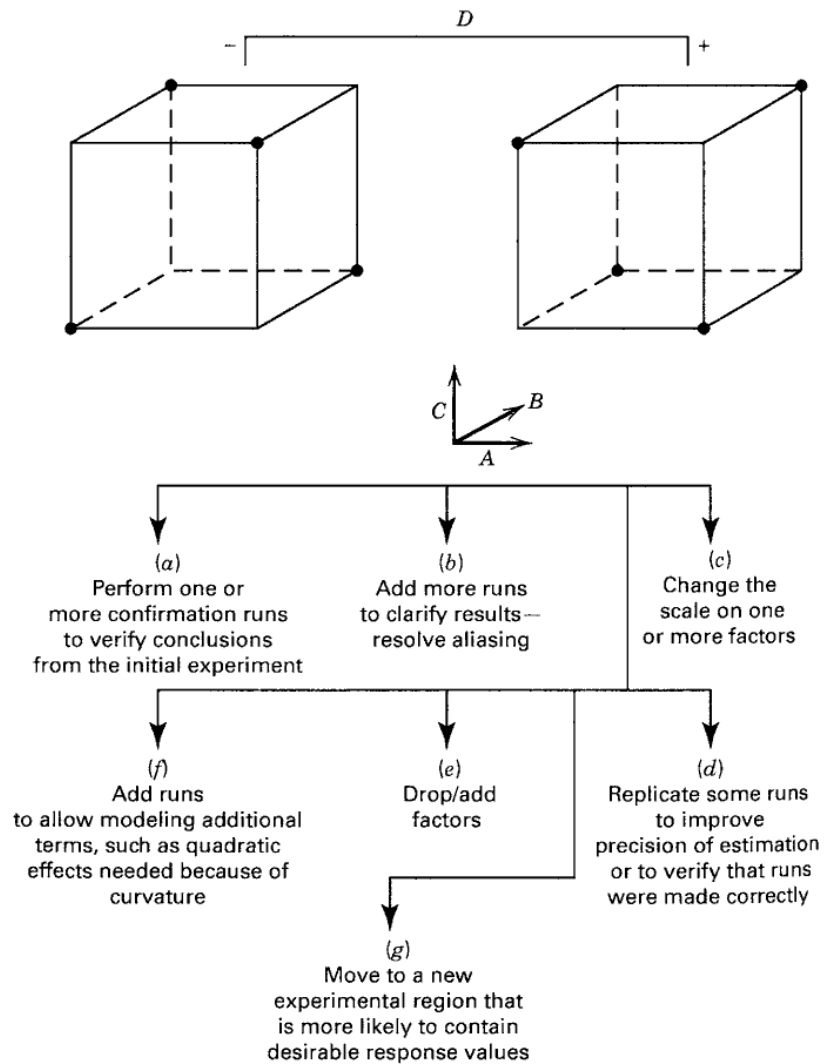 D
− +
C
B
A
(a)
Perform one or
more confirmation runs
to verify conclusions
from the initial experiment
(b)
Add more runs
to clarify results—
resolve aliasing
(c)
Change the
scale on one
or more factors
(f)
Add runs
to allow modeling additional
terms, such as quadratic
effects needed because of
curvature
(e)
Drop/add
factors
(d)
Replicate some runs
to improve
precision of estimation
or to verify that runs
were made correctly
(g)
Move to a new
experimental region that
is more likely to contain
desirable response values